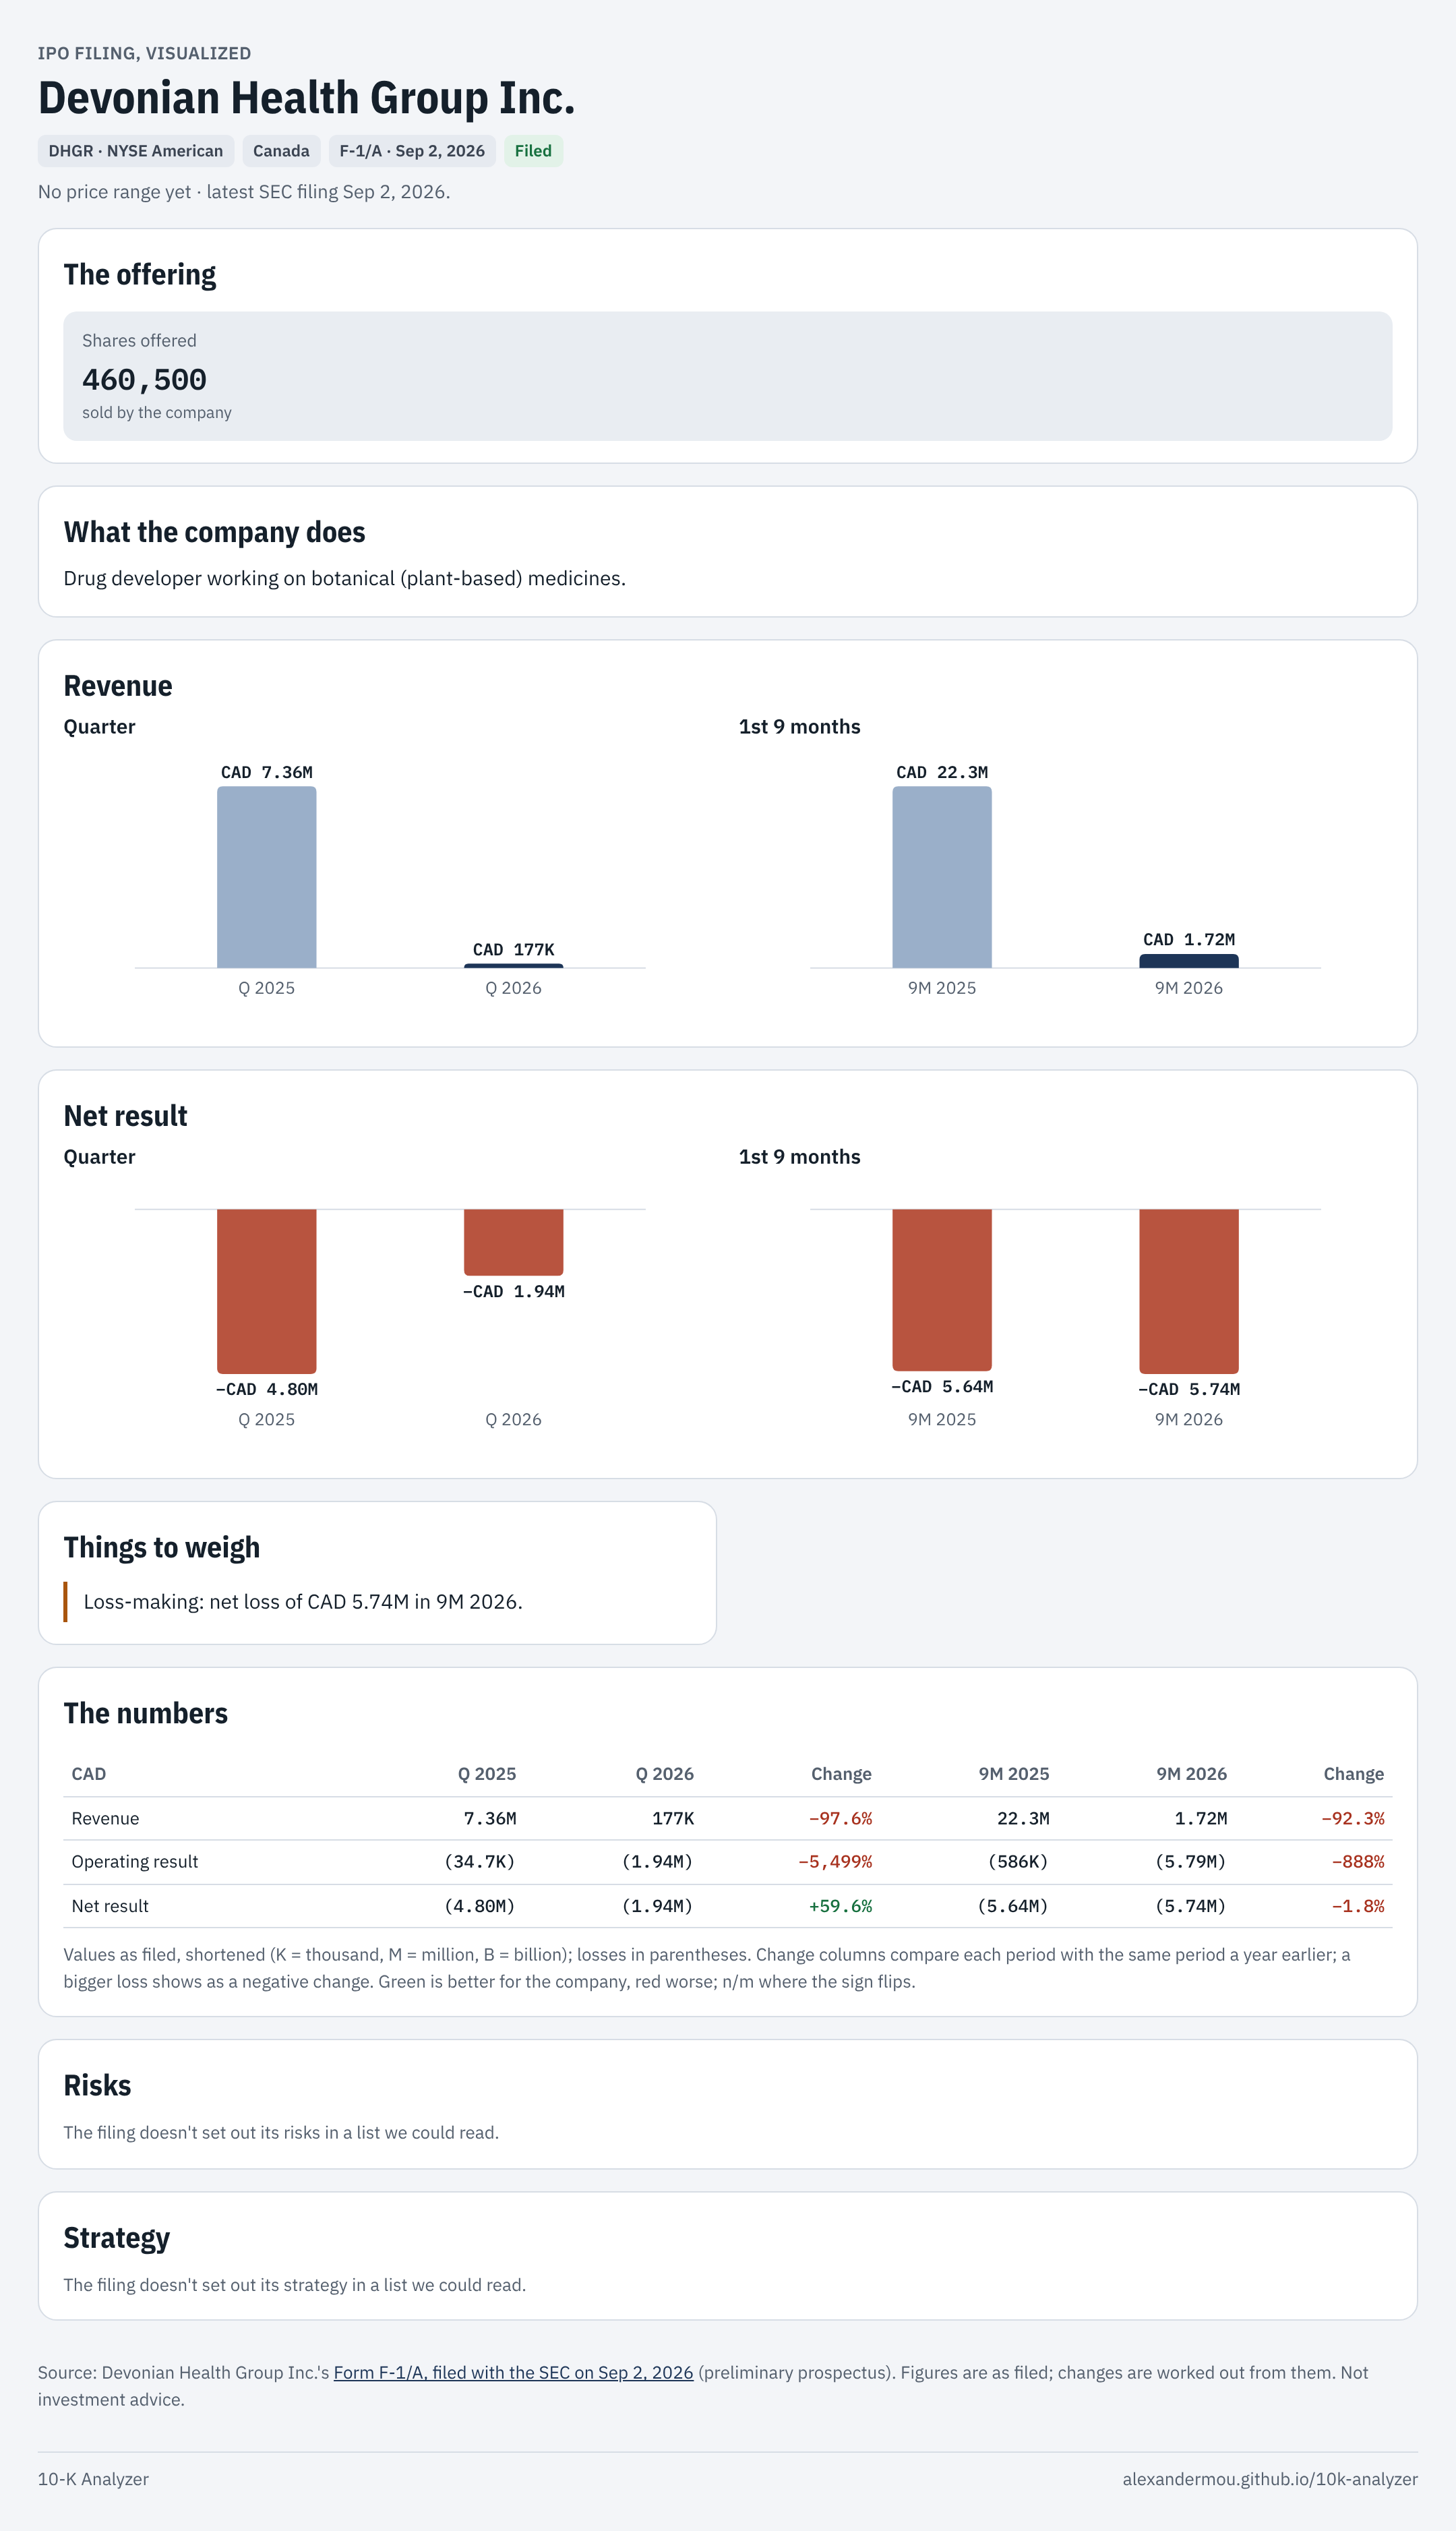 IPO FILING, VISUALIZED
Devonian Health Group Inc.
DHGR · NYSE American
Canada
F-1/A · Sep 2, 2026
Filed
No price range yet · latest SEC filing Sep 2, 2026.
The offering
Shares offered
460,500
sold by the company
What the company does
Drug developer working on botanical (plant-based) medicines.
Revenue
Quarter
CAD 7.36M
CAD 177K
Q 2025
Q 2026
1st 9 months
CAD 22.3M
CAD 1.72M
9M 2025
9M 2026
Net result
Quarter
−CAD 4.80M
−CAD 1.94M
Q 2025
Q 2026
1st 9 months
−CAD 5.64M
−CAD 5.74M
9M 2025
9M 2026
Things to weigh
Loss-making: net loss of CAD 5.74M in 9M 2026.
The numbers
CAD Q 2025 Q 2026 Change 9M 2025 9M 2026 Change
Revenue 7.36M 177K −97.6% 22.3M 1.72M −92.3%
Operating result (34.7K) (1.94M) −5,499% (586K) (5.79M) −888%
Net result (4.80M) (1.94M) +59.6% (5.64M) (5.74M) −1.8%
Values as filed, shortened (K = thousand, M = million, B = billion); losses in parentheses. Change columns compare each period with the same period a year earlier; a
bigger loss shows as a negative change. Green is better for the company, red worse; n/m where the sign flips.
Risks
The filing doesn't set out its risks in a list we could read.
Strategy
The filing doesn't set out its strategy in a list we could read.
Source: Devonian Health Group Inc.'s Form F-1/A, filed with the SEC on Sep 2, 2026 (preliminary prospectus). Figures are as filed; changes are worked out from them. Not
investment advice.
10-K Analyzer
alexandermou.github.io/10k-analyzer